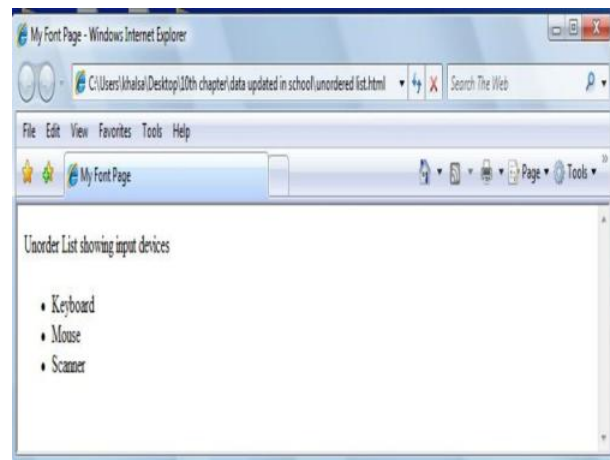 My Font Page - Windows Internet Explorer
C:\Users\khalsa\Desktop\10th chapter\data updated in school\unordered list.html
Search The Web
File Edit View Favorites Tools Help
My Font Page
Page Tools
Unorder List showing input devices
• Keyboard
• Mouse
• Scanner